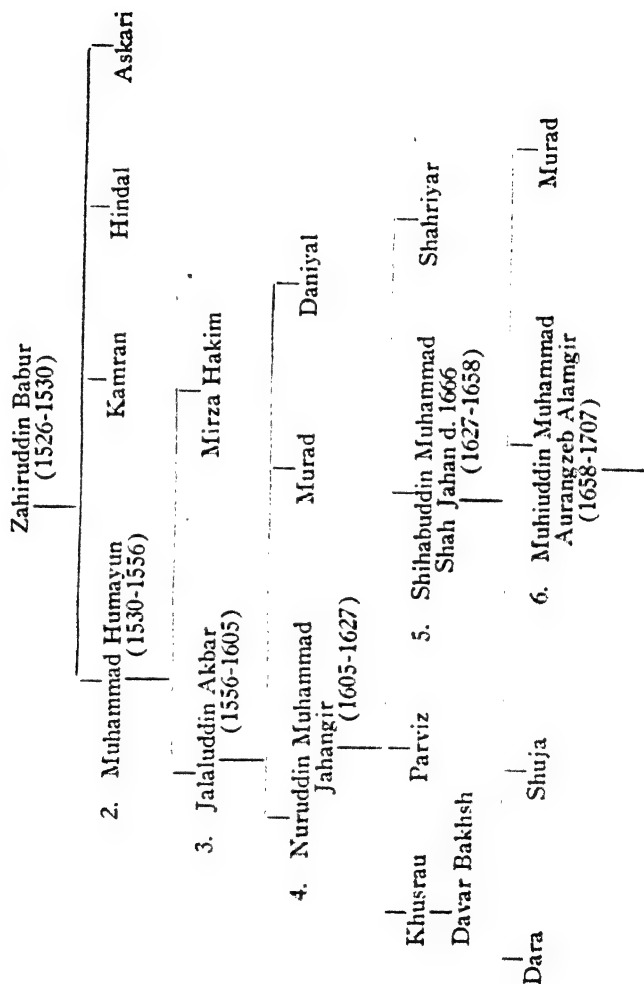 Zahiruddin Babur
(1526-1530)
2. Muhammad Humayun
(1530-1556)
Kamran
Hindal
Askari
3. Jalaluddin Akbar
(1556-1605)
Mirza Hakim
4. Nuruddin Muhammad
Jahangir
(1605-1627)
Murad
Daniyal
Khusrau
Davar Bakhsh
Parviz
5. Shihabuddin Muhammad
Shah Jahan d. 1666
(1627-1658)
Shahriyar
Dara
Shuja
6. Muhiuddin Muhammad
Aurangzeb Alamgir
(1658-1707)
Murad